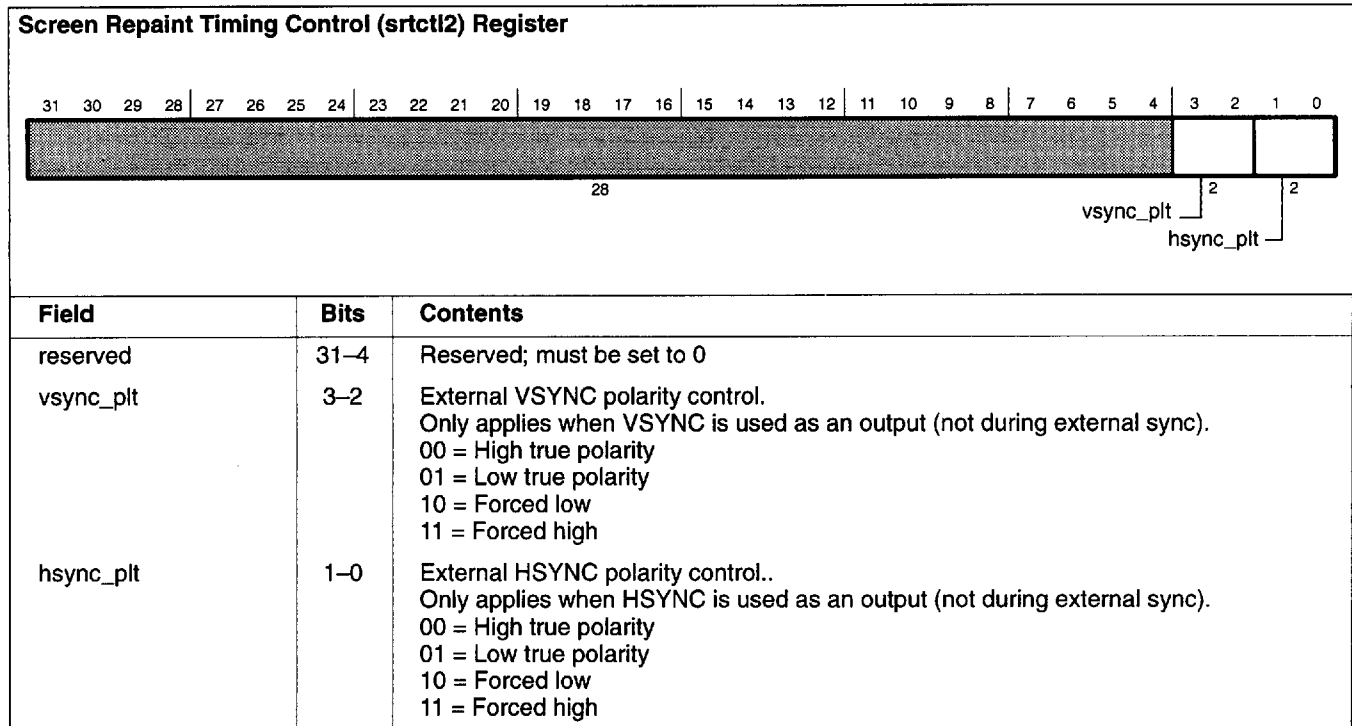 Screen Repaint Timing Control (srtctl2) Register
31 30 29 28 27 26 25 24 23 22 21 20 19 18 17 16 15 14 13 12 11 10 9 8 7 6 5 4 3 2 1 0
28 2 2
vsync_plt
hsync_plt
Field Bits Contents
reserved 31–4 Reserved; must be set to 0
vsync_plt 3–2 External VSYNC polarity control.
Only applies when VSYNC is used as an output (not during external sync).
00 = High true polarity
01 = Low true polarity
10 = Forced low
11 = Forced high
hsync_plt 1–0 External HSYNC polarity control..
Only applies when HSYNC is used as an output (not during external sync).
00 = High true polarity
01 = Low true polarity
10 = Forced low
11 = Forced high